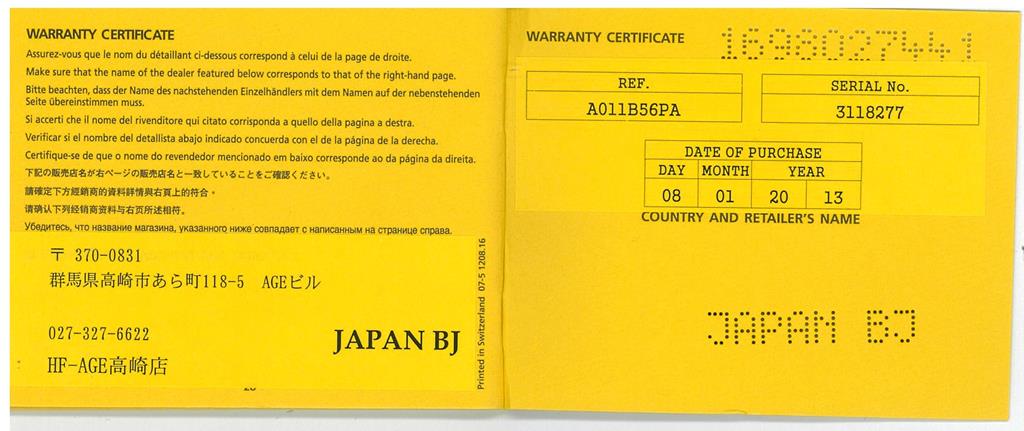 WARRANTY CERTIFICATE
Assurez-vous que le nom du détaillant ci-dessous correspond à celui de la page de droite.
Make sure that the name of the dealer featured below corresponds to that of the right-hand page.
Bitte beachten, dass der Name des nachstehenden Einzelhändlers mit dem Namen auf der nebenstehenden
Seite übereinstimmen muss.
Si accerti che il nome del rivenditore qui citato corrisponda a quello della pagina a destra.
Verificar si el nombre del detallista abajo indicado concuerda con el de la página de la derecha.
Certifique-se de que o nome do revendedor mencionado em baixo corresponde ao da página da direita.
下記の販売店名が右ページの販売店名と一致していることをご確認ください。
請確定下方經銷商的資料詳情與右頁上的符合。
请确认下列经销商资料与右页所述相符。
Убедитесь, что название магазина, указанного ниже совпадает с написанным на странице справа.
〒 370-0831
群馬県高崎市あら町118-5 AGEビル
027-327-6622
HF-AGE高崎店
JAPAN BJ
Printed in Switzerland 07-5 1208.16
WARRANTY CERTIFICATE
1698027441
REF.
A011B56PA
SERIAL No.
3118277
DATE OF PURCHASE
DAY MONTH YEAR
08 01 20 13
COUNTRY AND RETAILER'S NAME
JAPAN BJ